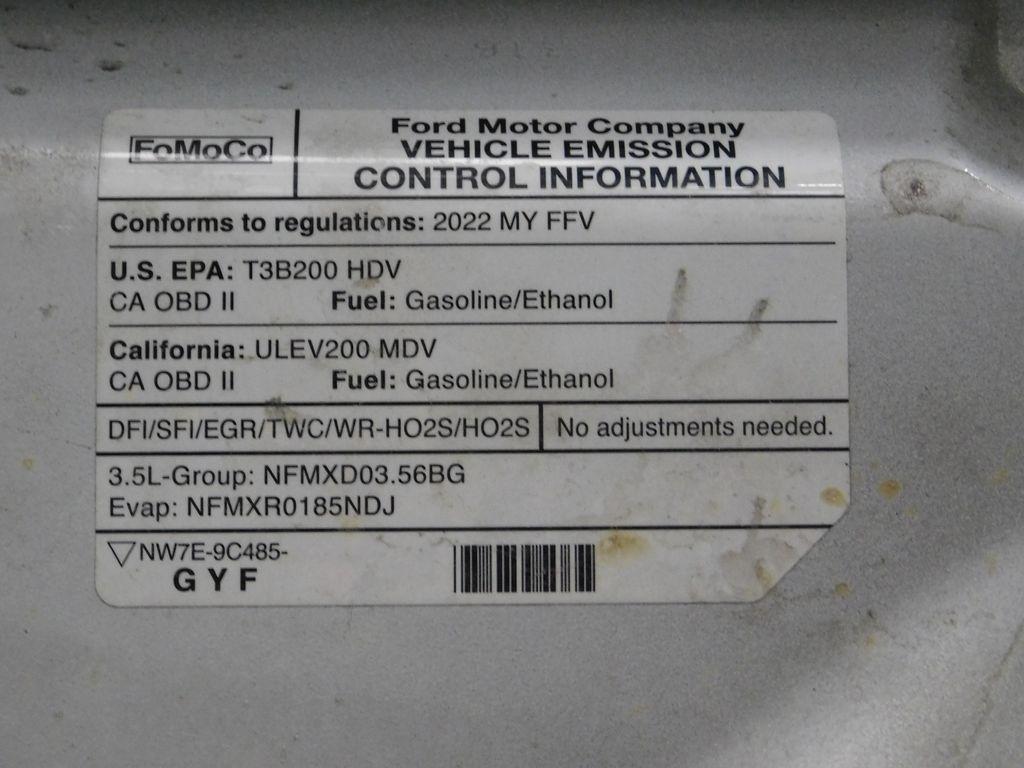 FoMoCo
Ford Motor Company
VEHICLE EMISSION
CONTROL INFORMATION
Conforms to regulations: 2022 MY FFV
U.S. EPA: T3B200 HDV
CA OBD II Fuel: Gasoline/Ethanol
California: ULEV200 MDV
CA OBD II Fuel: Gasoline/Ethanol
DFI/SFI/EGR/TWC/WR-HO2S/HO2S No adjustments needed.
3.5L-Group: NFMXD03.56BG
Evap: NFMXR0185NDJ
NW7E-9C485-
G Y F